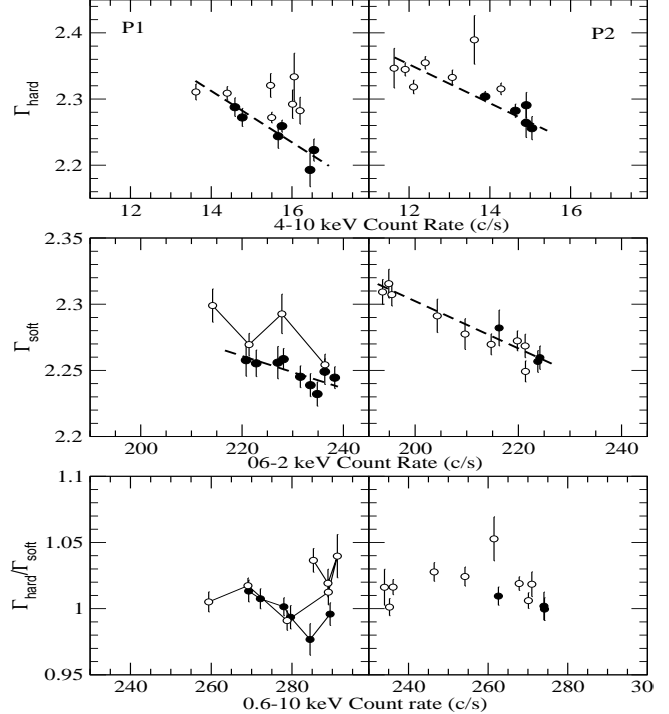 P1
P2
2.4
2.3
2.2
Γhard
12 14 16 12 14 16
4-10 keV Count Rate (c/s)
2.35
2.3
2.25
2.2
Γsoft
200 220 240 200 220 240
06-2 keV Count Rate (c/s)
1.1
1.05
1
0.95
Γhard/Γsoft
240 260 280 240 260 280 30
0.6-10 keV Count rate (c/s)